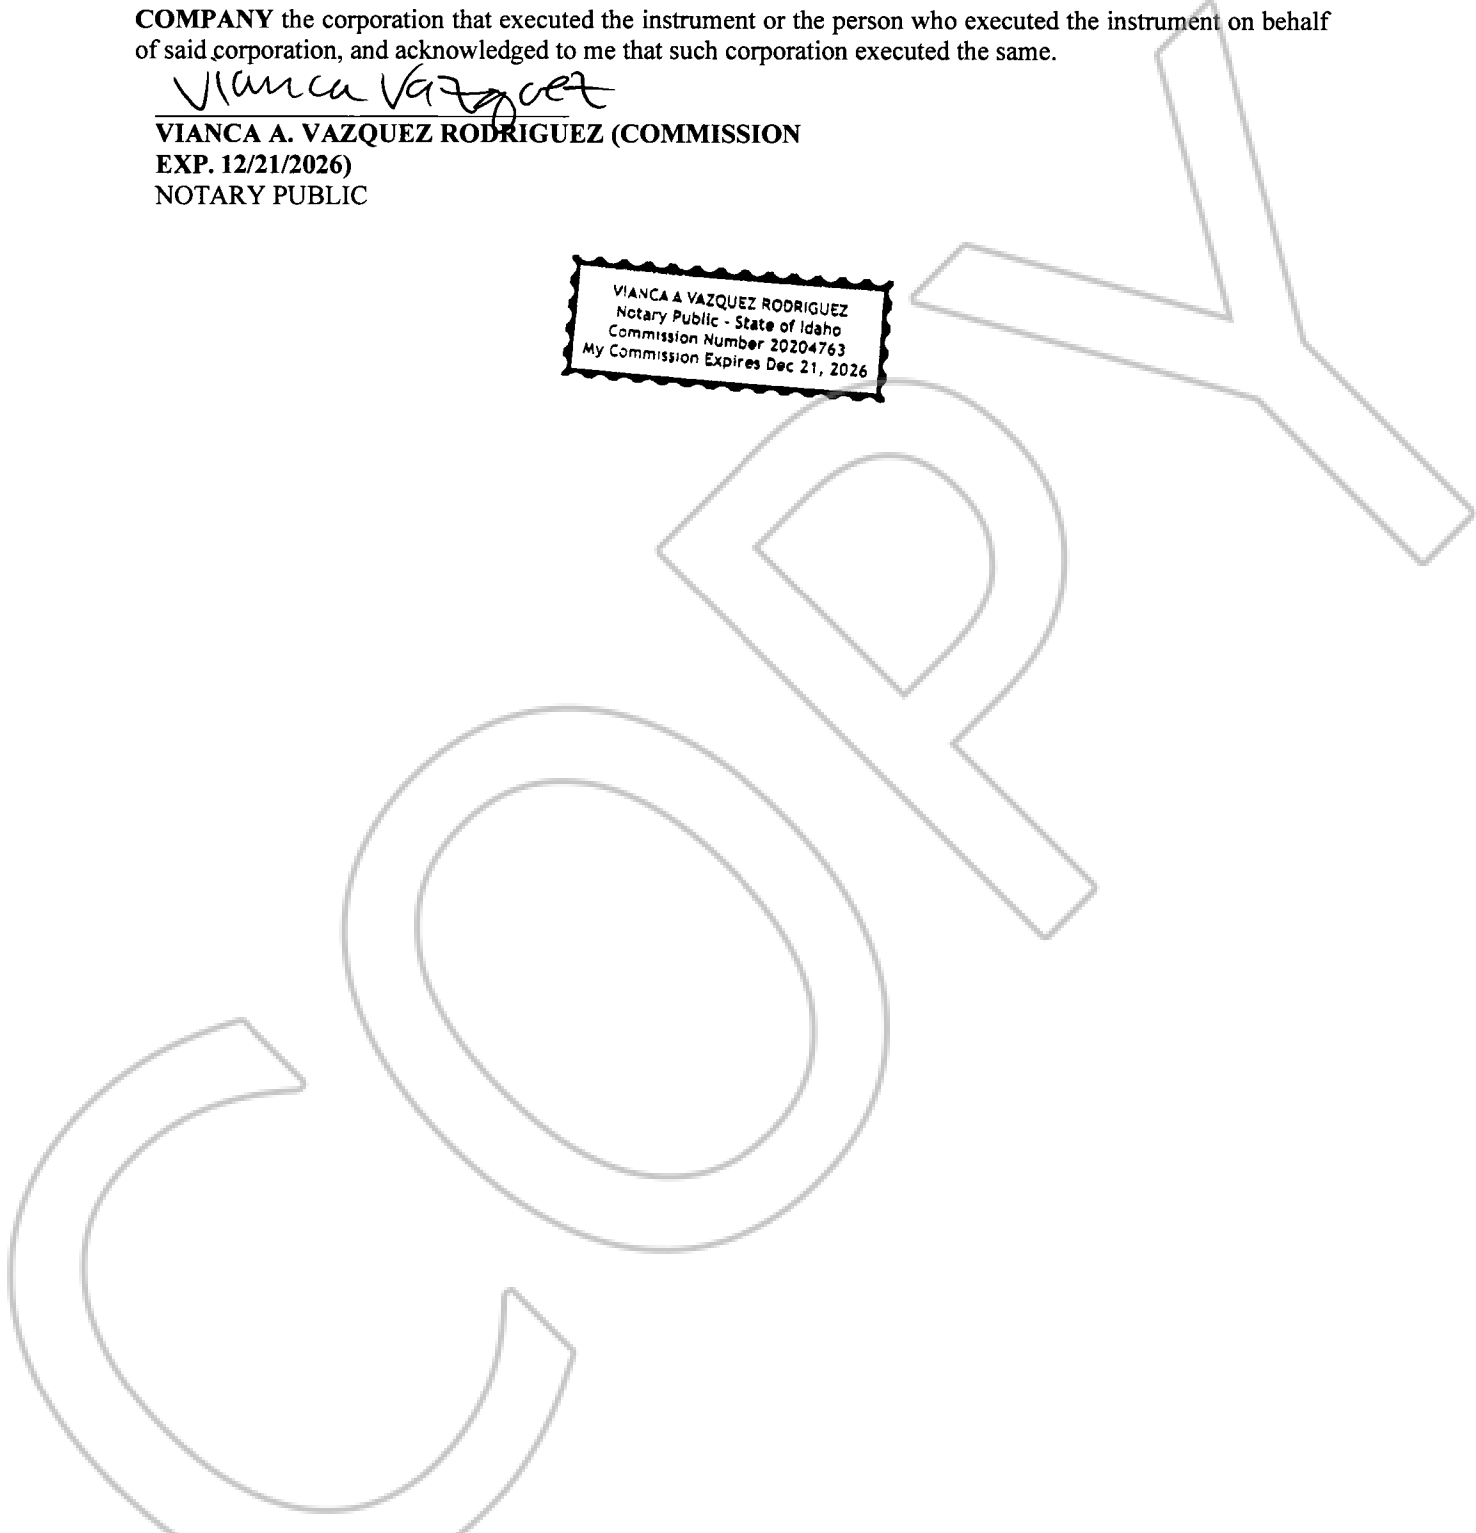 COMPANY the corporation that executed the instrument or the person who executed the instrument on behalf
of said corporation, and acknowledged to me that such corporation executed the same.
Vianca Vazquez
VIANCA A. VAZQUEZ RODRIGUEZ (COMMISSION
EXP. 12/21/2026)
NOTARY PUBLIC
VIANCA A VAZQUEZ RODRIGUEZ
Notary Public - State of Idaho
Commission Number 20204763
My Commission Expires Dec 21, 2026
COPY